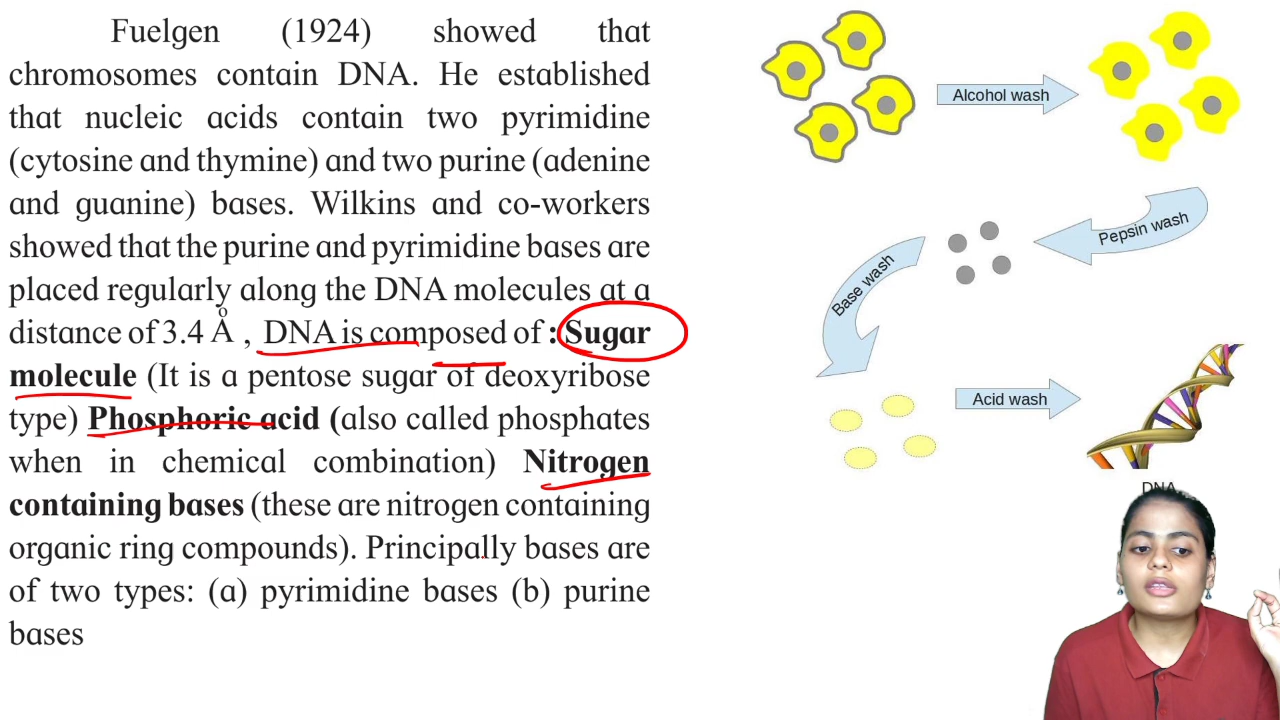 Fuelgen (1924) showed that
chromosomes contain DNA. He established
that nucleic acids contain two pyrimidine
(cytosine and thymine) and two purine (adenine
and guanine) bases. Wilkins and co-workers
showed that the purine and pyrimidine bases are
placed regularly along the DNA molecules at a
distance of 3.4 Å , DNA is composed of : Sugar
molecule (It is a pentose sugar of deoxyribose
type) Phosphoric acid (also called phosphates
when in chemical combination) Nitrogen
containing bases (these are nitrogen containing
organic ring compounds). Principally bases are
of two types: (a) pyrimidine bases (b) purine
bases
Alcohol wash
Pepsin wash
Base wash
Acid wash
DNA